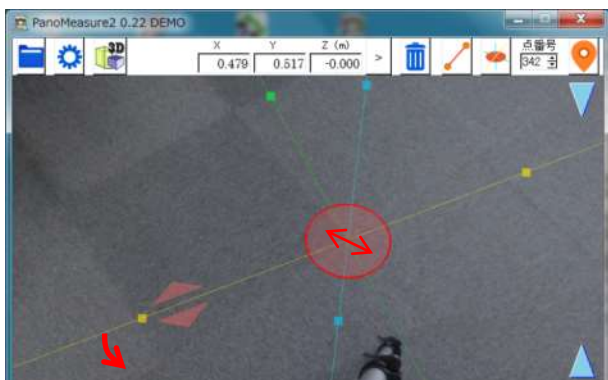 PanoMeasure2 0.22 DEMO
3D
X Y Z (m)
点番号
0.479 0.517 -0.000 > 342